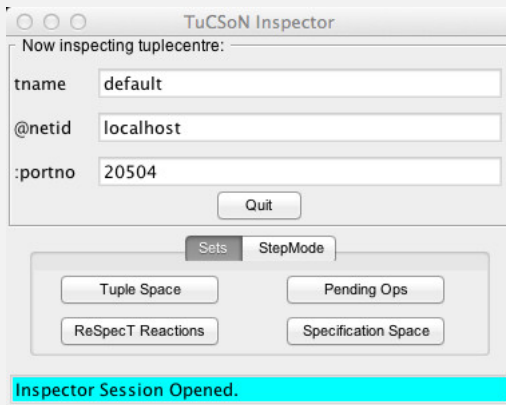 TuCSoN Inspector
Now inspecting tuplecentre:
tname default
@netid localhost
:portno 20504
Quit
Sets StepMode
Tuple Space Pending Ops
ReSpecT Reactions Specification Space
Inspector Session Opened.